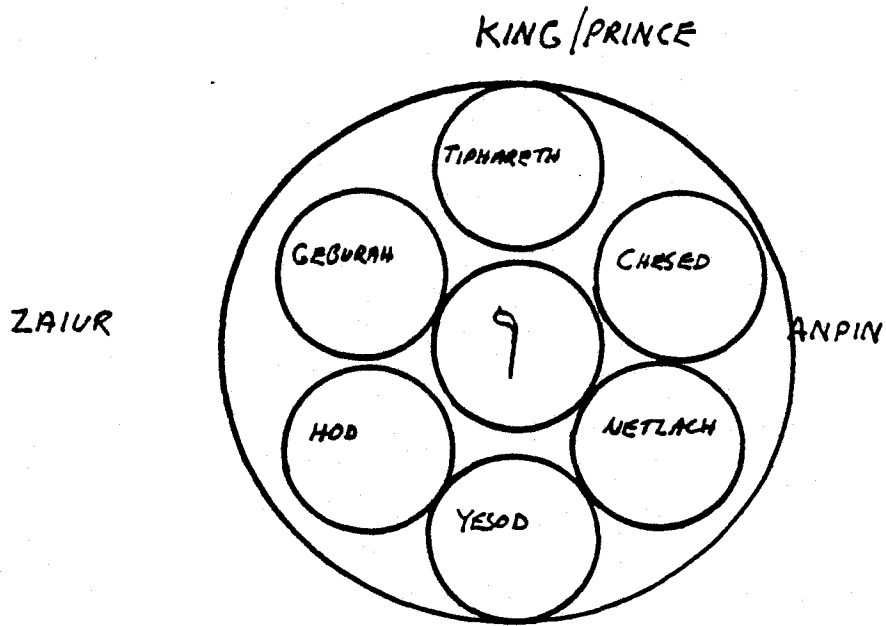 KING/PRINCE
TIPHARETH
GEBURAH
CHESED
ו
ZAIUR
ANPIN
HOD
NETZACH
YESOD